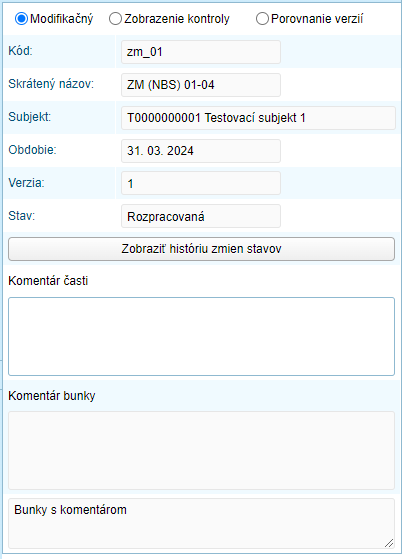 Modifikačný Zobrazenie kontroly Porovnanie verzií
Kód: zm_01
Skrátený názov: ZM (NBS) 01-04
Subjekt: T0000000001 Testovací subjekt 1
Obdobie: 31. 03. 2024
Verzia: 1
Stav: Rozpracovaná
Zobraziť históriu zmien stavov
Komentár časti
Komentár bunky
Bunky s komentárom